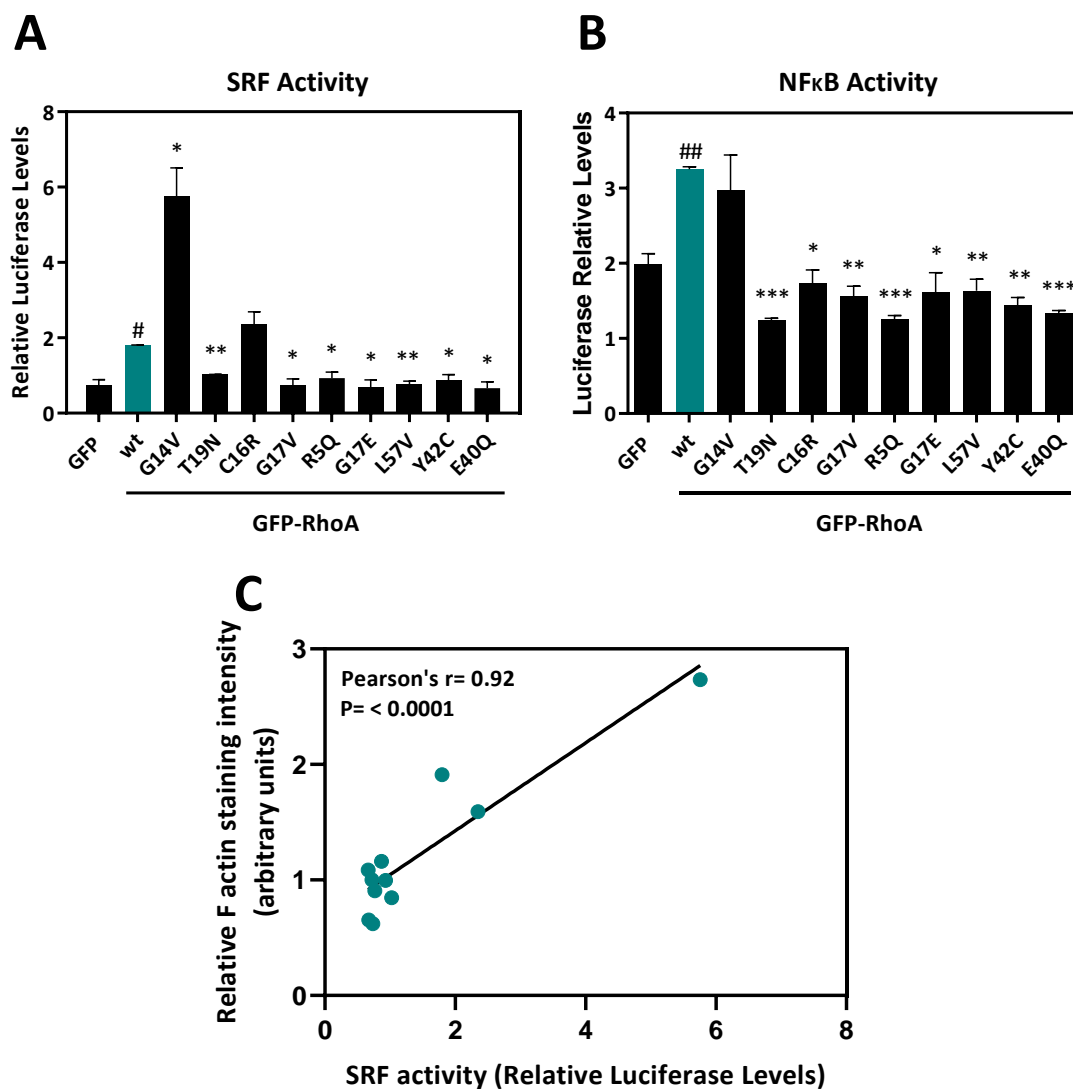 A
SRF Activity
Relative Luciferase Levels
8
6
4
2
0
*
#
**
*
*
*
**
*
*
GFP
wt
G14V
T19N
C16R
G17V
R5Q
G17E
L57V
Y42C
E40Q
GFP-RhoA
B
NFκB Activity
Luciferase Relative Levels
4
3
2
1
0
##
***
*
**
***
*
**
**
***
GFP
wt
G14V
T19N
C16R
G17V
R5Q
G17E
L57V
Y42C
E40Q
GFP-RhoA
C
Relative F actin staining intensity
(arbitrary units)
3
2
1
0
Pearson's r= 0.92
P= < 0.0001
0
2
4
6
8
SRF activity (Relative Luciferase Levels)